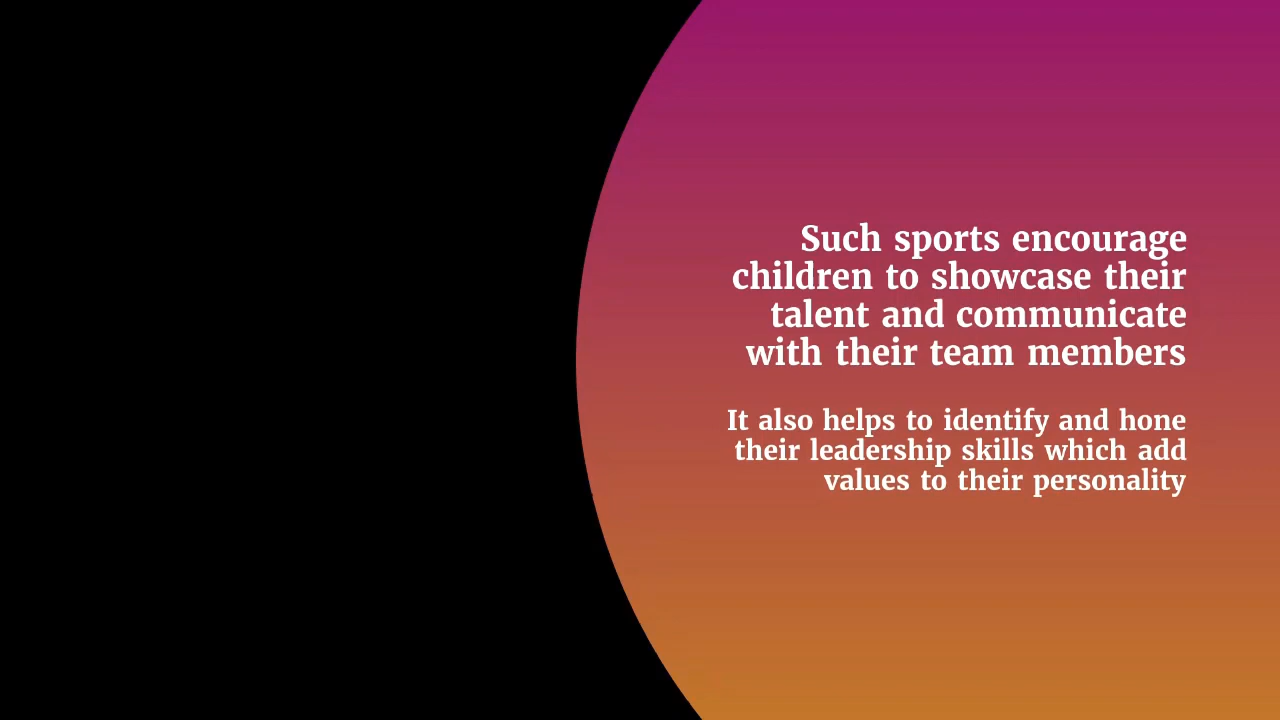 Such sports encourage
children to showcase their
talent and communicate
with their team members
It also helps to identify and hone
their leadership skills which add
values to their personality